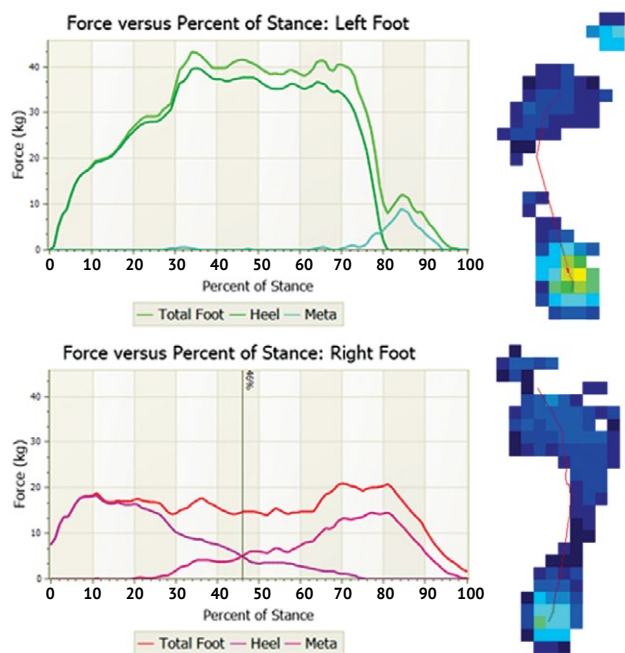 Force versus Percent of Stance: Left Foot
Force (kg)
40
30
20
10
0
0 10 20 30 40 50 60 70 80 90 100
Percent of Stance
Total Foot Heel Meta
Force versus Percent of Stance: Right Foot
Force (kg)
40
30
20
10
0
46%
0 10 20 30 40 50 60 70 80 90 100
Percent of Stance
Total Foot Heel Meta